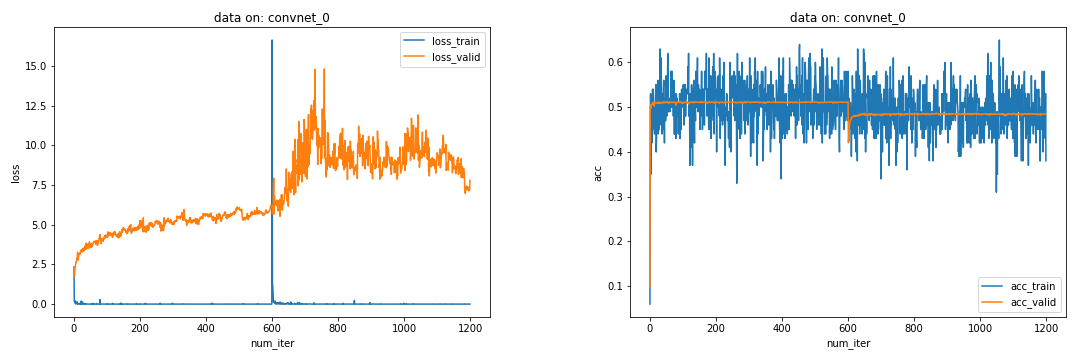 data on: convnet_0
loss_train
loss_valid
15.0
12.5
10.0
7.5
5.0
2.5
0.0
loss
0 200 400 600 800 1000 1200
num_iter
data on: convnet_0
0.6
0.5
0.4
0.3
0.2
0.1
acc
acc_train
acc_valid
0 200 400 600 800 1000 1200
num_iter